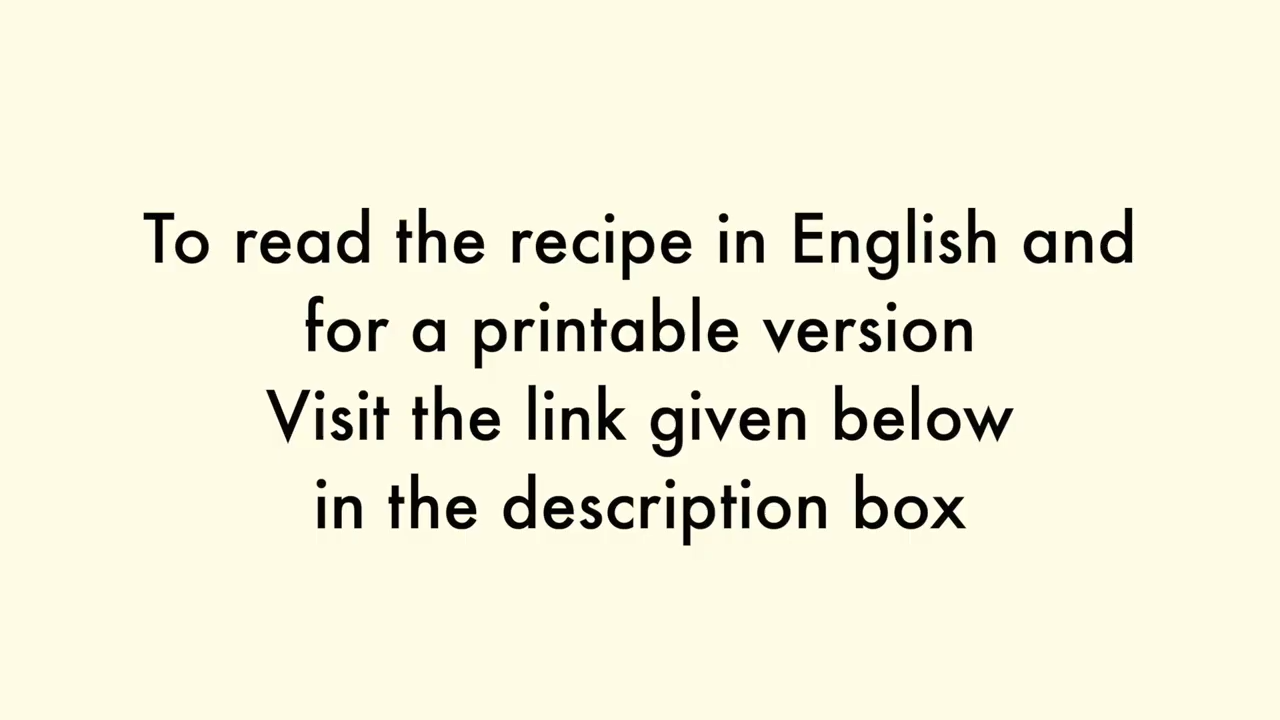 To read the recipe in English and
for a printable version
Visit the link given below
in the description box